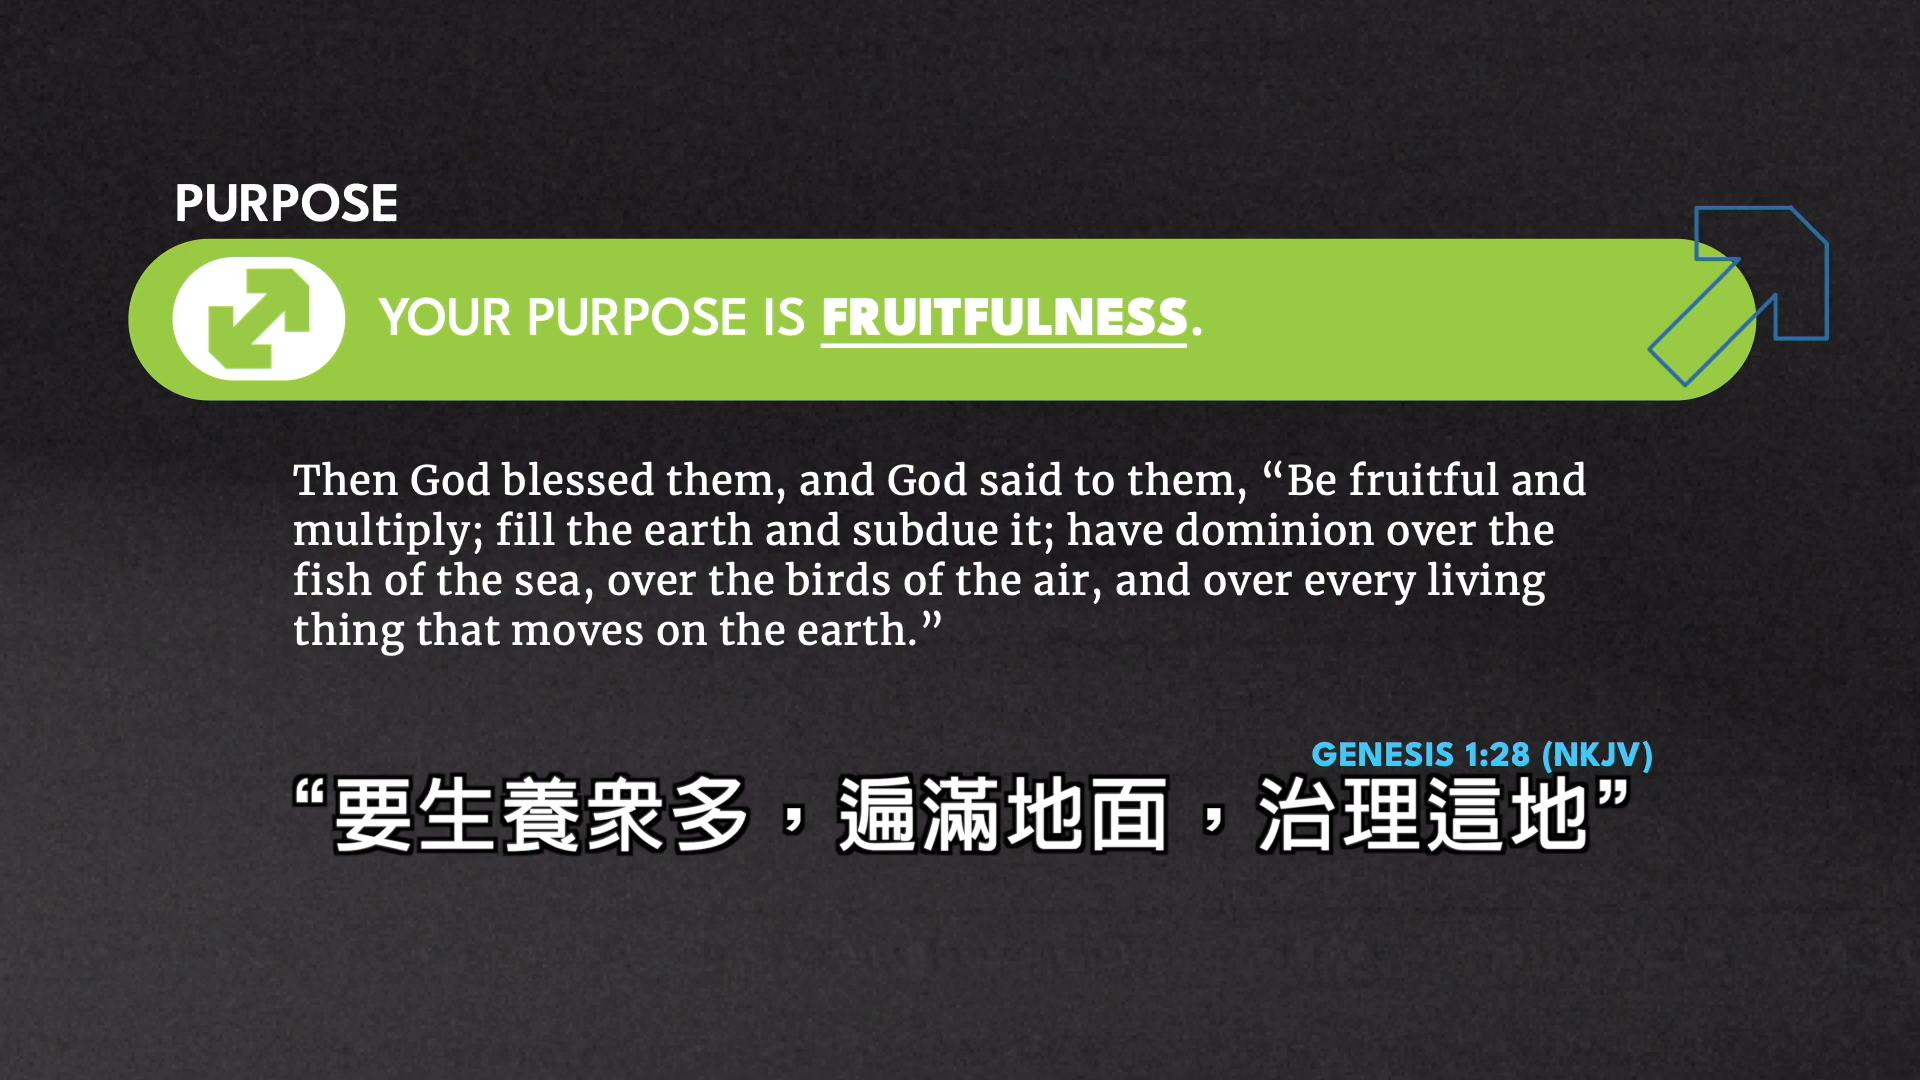 PURPOSE
YOUR PURPOSE IS FRUITFULNESS.
Then God blessed them, and God said to them, “Be fruitful and
multiply; fill the earth and subdue it; have dominion over the
fish of the sea, over the birds of the air, and over every living
thing that moves on the earth.”
GENESIS 1:28 (NKJV)
“要生養衆多，遍滿地面，治理這地”